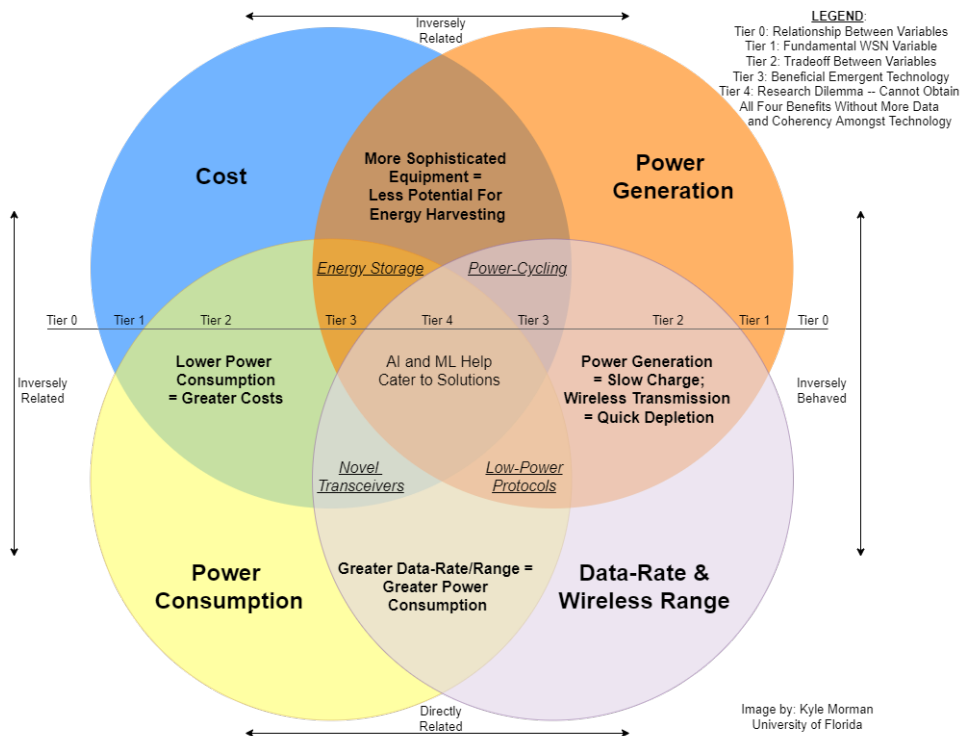 Inversely
Related
LEGEND:
Tier 0: Relationship Between Variables
Tier 1: Fundamental WSN Variable
Tier 2: Tradeoff Between Variables
Tier 3: Beneficial Emergent Technology
Tier 4: Research Dilemma -- Cannot Obtain
All Four Benefits Without More Data
and Coherency Amongst Technology
Cost
More Sophisticated
Equipment =
Less Potential For
Energy Harvesting
Power
Generation
Energy Storage
Power-Cycling
Tier 0
Tier 1
Tier 2
Tier 3
Tier 4
Tier 3
Tier 2
Tier 1
Tier 0
Inversely
Related
Lower Power
Consumption
= Greater Costs
AI and ML Help
Cater to Solutions
Power Generation
= Slow Charge;
Wireless Transmission
= Quick Depletion
Inversely
Behaved
Novel
Transceivers
Low-Power
Protocols
Power
Consumption
Greater Data-Rate/Range =
Greater Power
Consumption
Data-Rate &
Wireless Range
Directly
Related
Image by: Kyle Morman
University of Florida